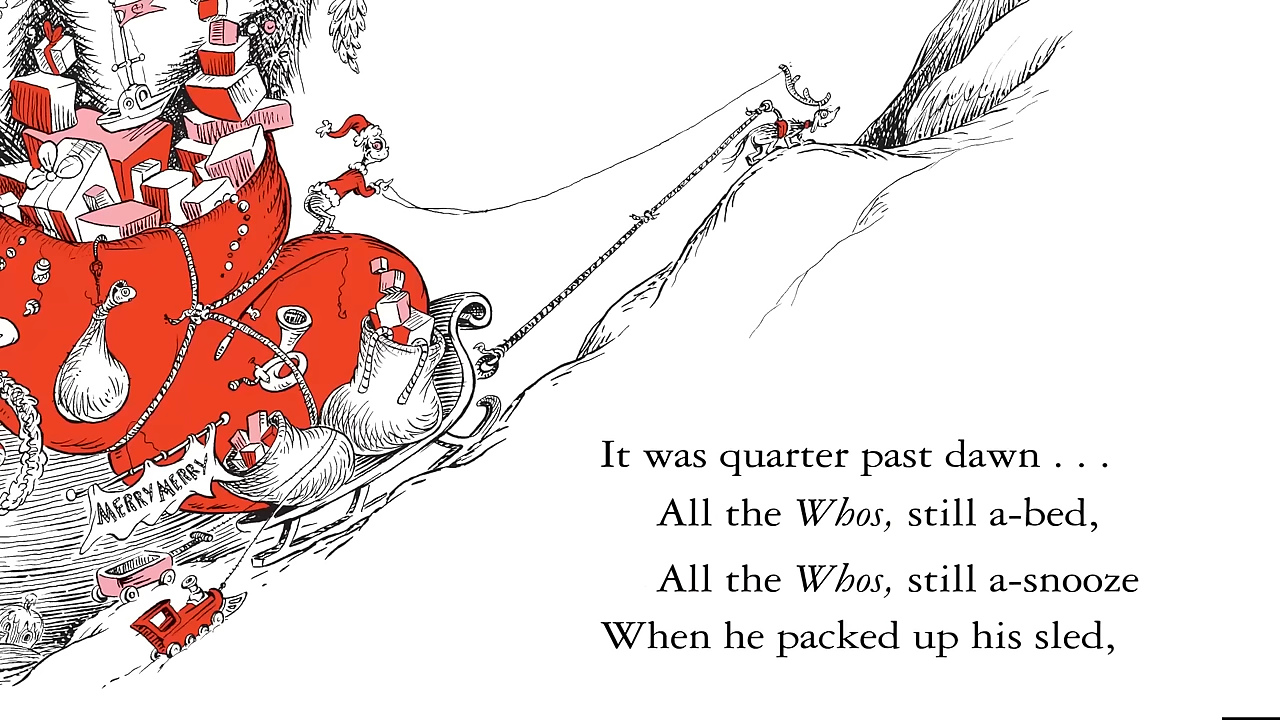 MERRY MERRY
It was quarter past dawn . . .
All the Whos, still a-bed,
All the Whos, still a-snooze
When he packed up his sled,